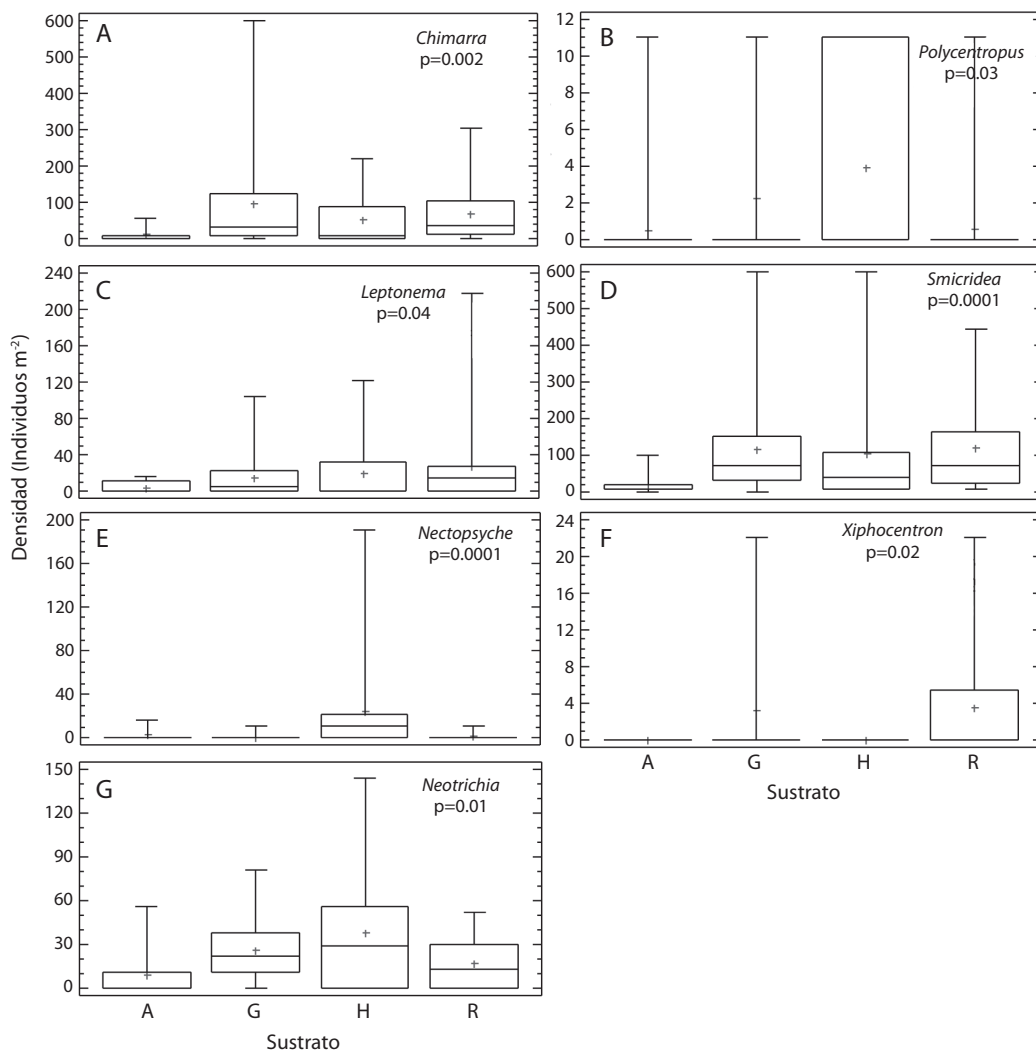 Densidad (Individuos m-2)
A
Chimarra
p=0.002
600
500
400
300
200
100
0
B
Polycentropus
p=0.03
12
10
8
6
4
2
0
C
Leptonema
p=0.04
240
200
160
120
80
40
0
D
Smicridea
p=0.0001
600
500
400
300
200
100
0
E
Nectopsyche
p=0.0001
200
160
120
80
40
0
F
Xiphocentron
p=0.02
24
20
16
12
8
4
0
A G H R
Sustrato
G
Neotrichia
p=0.01
150
120
90
60
30
0
A G H R
Sustrato